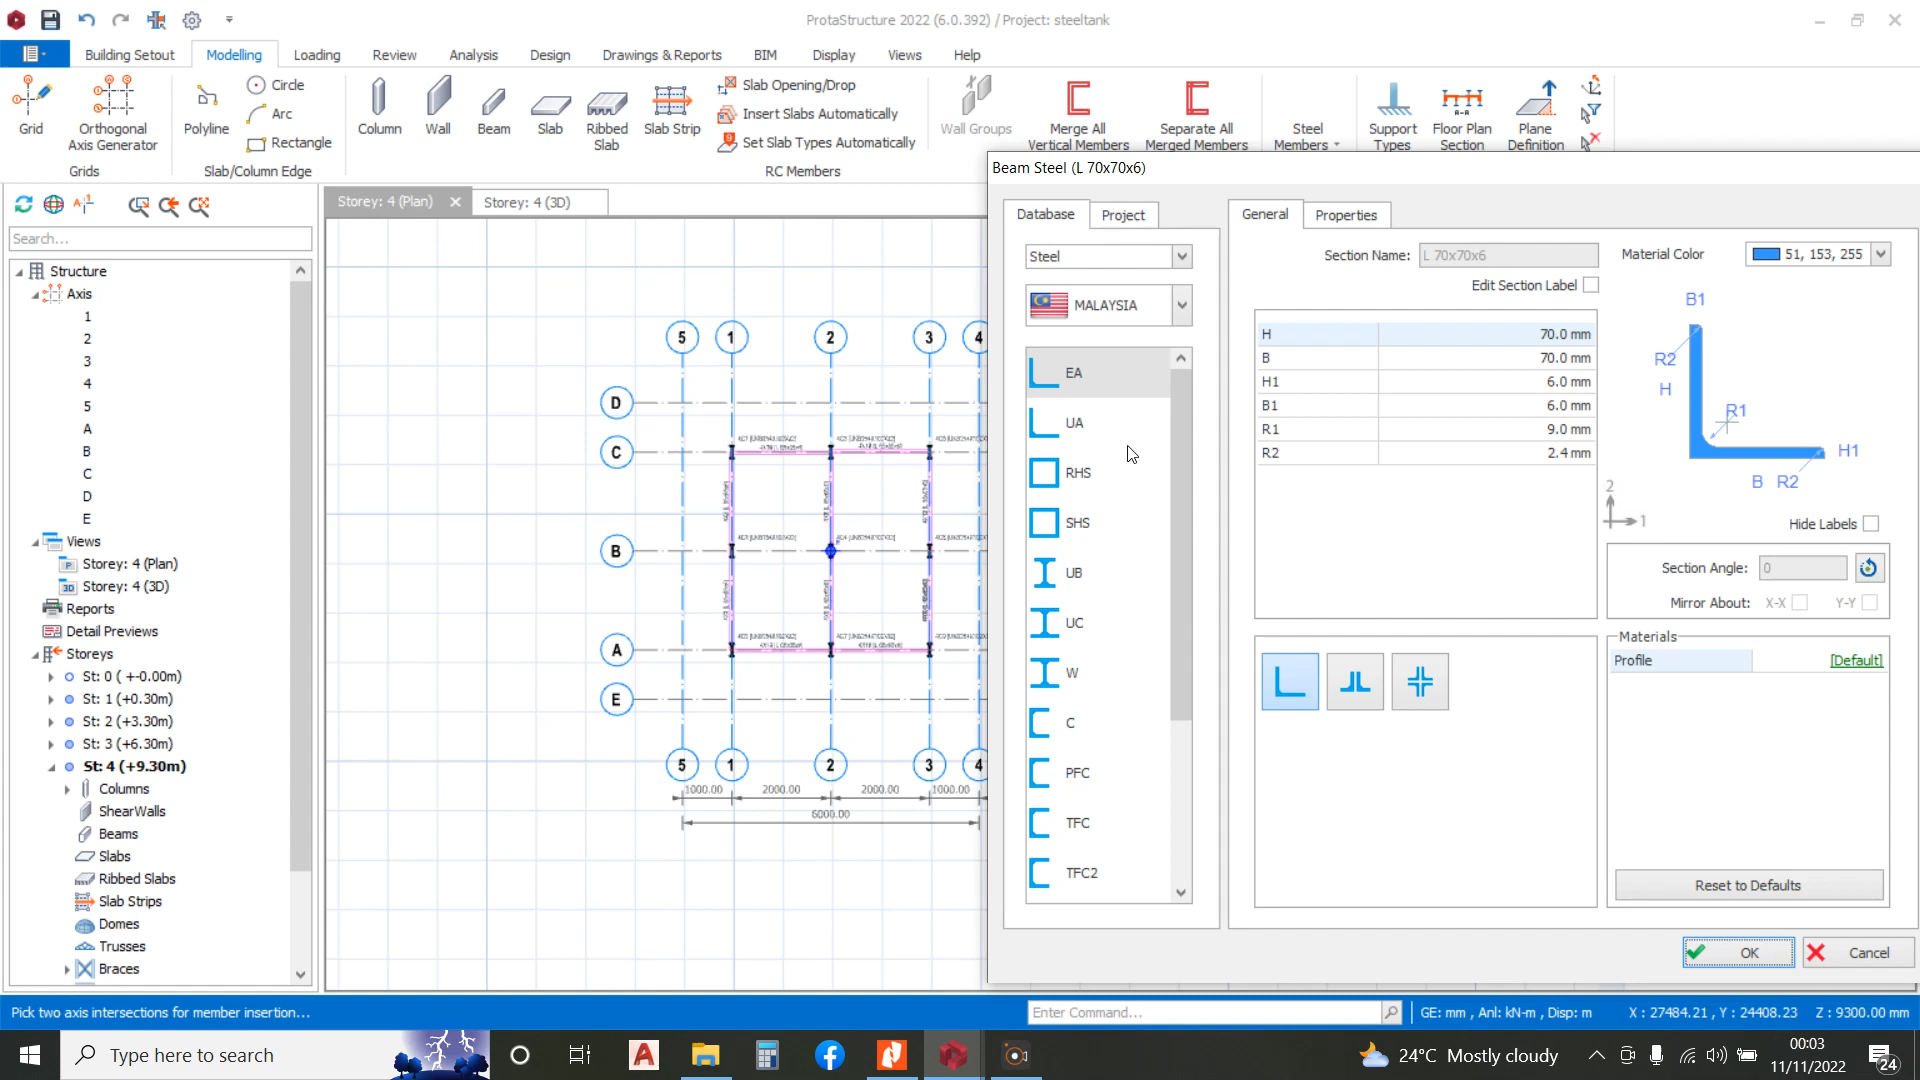 ProtaStructure 2022 (6.0.392) / Project: steeltank
Building Setout Modelling Loading Review Analysis Design Drawings & Reports BIM Display Views Help
Grid
Orthogonal
Axis Generator
Grids
Polyline
Circle
Arc
Rectangle
Slab/Column Edge
Column
Wall
Beam
Slab
Ribbed
Slab
Slab Strip
Slab Opening/Drop
Insert Slabs Automatically
Set Slab Types Automatically
RC Members
Wall Groups
Merge All
Vertical Members
Separate All
Merged Members
Steel
Members
Support
Types
Floor Plan
Section
Plane
Definition
Search...
Structure
Axis
1
2
3
4
5
A
B
C
D
E
Views
Storey: 4 (Plan)
Storey: 4 (3D)
Reports
Detail Previews
Storeys
St: 0 ( +-0.00m)
St: 1 (+0.30m)
St: 2 (+3.30m)
St: 3 (+6.30m)
St: 4 (+9.30m)
Columns
ShearWalls
Beams
Slabs
Ribbed Slabs
Slab Strips
Domes
Trusses
Braces
Storey: 4 (Plan)
Storey: 4 (3D)
5 1 2 3 4
D
C
B
A
E
5 1 2 3 4
1000.00 2000.00 2000.00 1000.00
6000.00
Beam Steel (L 70x70x6)
Database Project
Steel
MALAYSIA
EA
UA
RHS
SHS
UB
UC
W
C
PFC
TFC
TFC2
General Properties
Section Name: L 70x70x6
Edit Section Label
H 70.0 mm
B 70.0 mm
H1 6.0 mm
B1 6.0 mm
R1 9.0 mm
R2 2.4 mm
Material Color 51, 153, 255
B1
R2
H
R1
H1
B R2
2
1
Hide Labels
Section Angle: 0
Mirror About: X-X Y-Y
Materials
Profile [Default]
Reset to Defaults
OK Cancel
Pick two axis intersections for member insertion...
Enter Command...
GE: mm , Anl: kN-m , Disp: m
X : 27484.21 , Y : 24408.23 Z : 9300.00 mm
Type here to search
24°C Mostly cloudy
00:03
11/11/2022
24